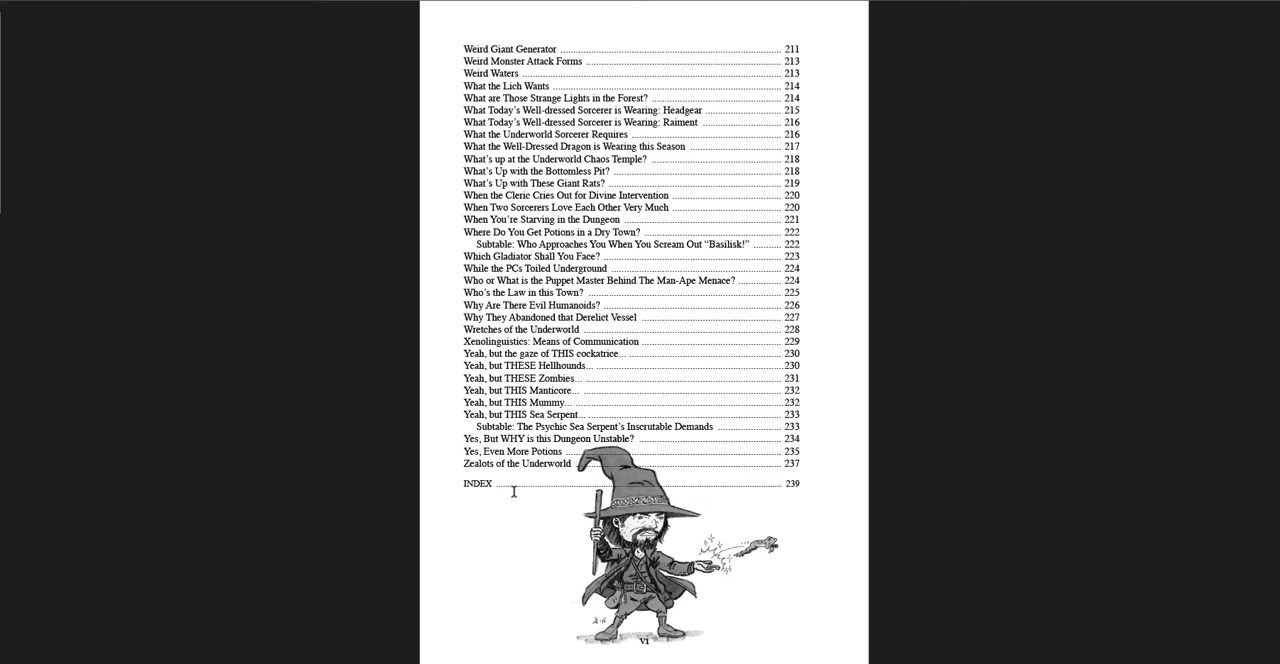 Weird Giant Generator ........ 211
Weird Monster Attack Forms ........ 213
Weird Waters ........ 213
What the Lich Wants ........ 214
What are Those Strange Lights in the Forest? ........ 214
What Today's Well-dressed Sorcerer is Wearing: Headgear ........ 215
What Today's Well-dressed Sorcerer is Wearing: Raiment ........ 216
What the Underworld Sorcerer Requires ........ 216
What the Well-Dressed Dragon is Wearing this Season ........ 217
What's up at the Underworld Chaos Temple? ........ 218
What's Up with the Bottomless Pit? ........ 218
What's Up with These Giant Rats? ........ 219
When the Cleric Cries Out for Divine Intervention ........ 220
When Two Sorcerers Love Each Other Very Much ........ 220
When You're Starving in the Dungeon ........ 221
Where Do You Get Potions in a Dry Town? ........ 222
Subtable: Who Approaches You When You Scream Out “Basilisk!” ........ 222
Which Gladiator Shall You Face? ........ 223
While the PCs Toiled Underground ........ 224
Who or What is the Puppet Master Behind The Man-Ape Menace? ........ 224
Who's the Law in this Town? ........ 225
Why Are There Evil Humanoids? ........ 226
Why They Abandoned that Derelict Vessel ........ 227
Wretches of the Underworld ........ 228
Xenolinguistics: Means of Communication ........ 229
Yeah, but the gaze of THIS cockatrice... ........ 230
Yeah, but THESE Hellhounds... ........ 230
Yeah, but THESE Zombies... ........ 231
Yeah, but THIS Manticore... ........ 232
Yeah, but THIS Mummy... ........ 232
Yeah, but THIS Sea Serpent... ........ 233
Subtable: The Psychic Sea Serpent's Inscrutable Demands ........ 233
Yes, But WHY is this Dungeon Unstable? ........ 234
Yes, Even More Potions ........ 235
Zealots of the Underworld ........ 237
INDEX ........ 239
VI